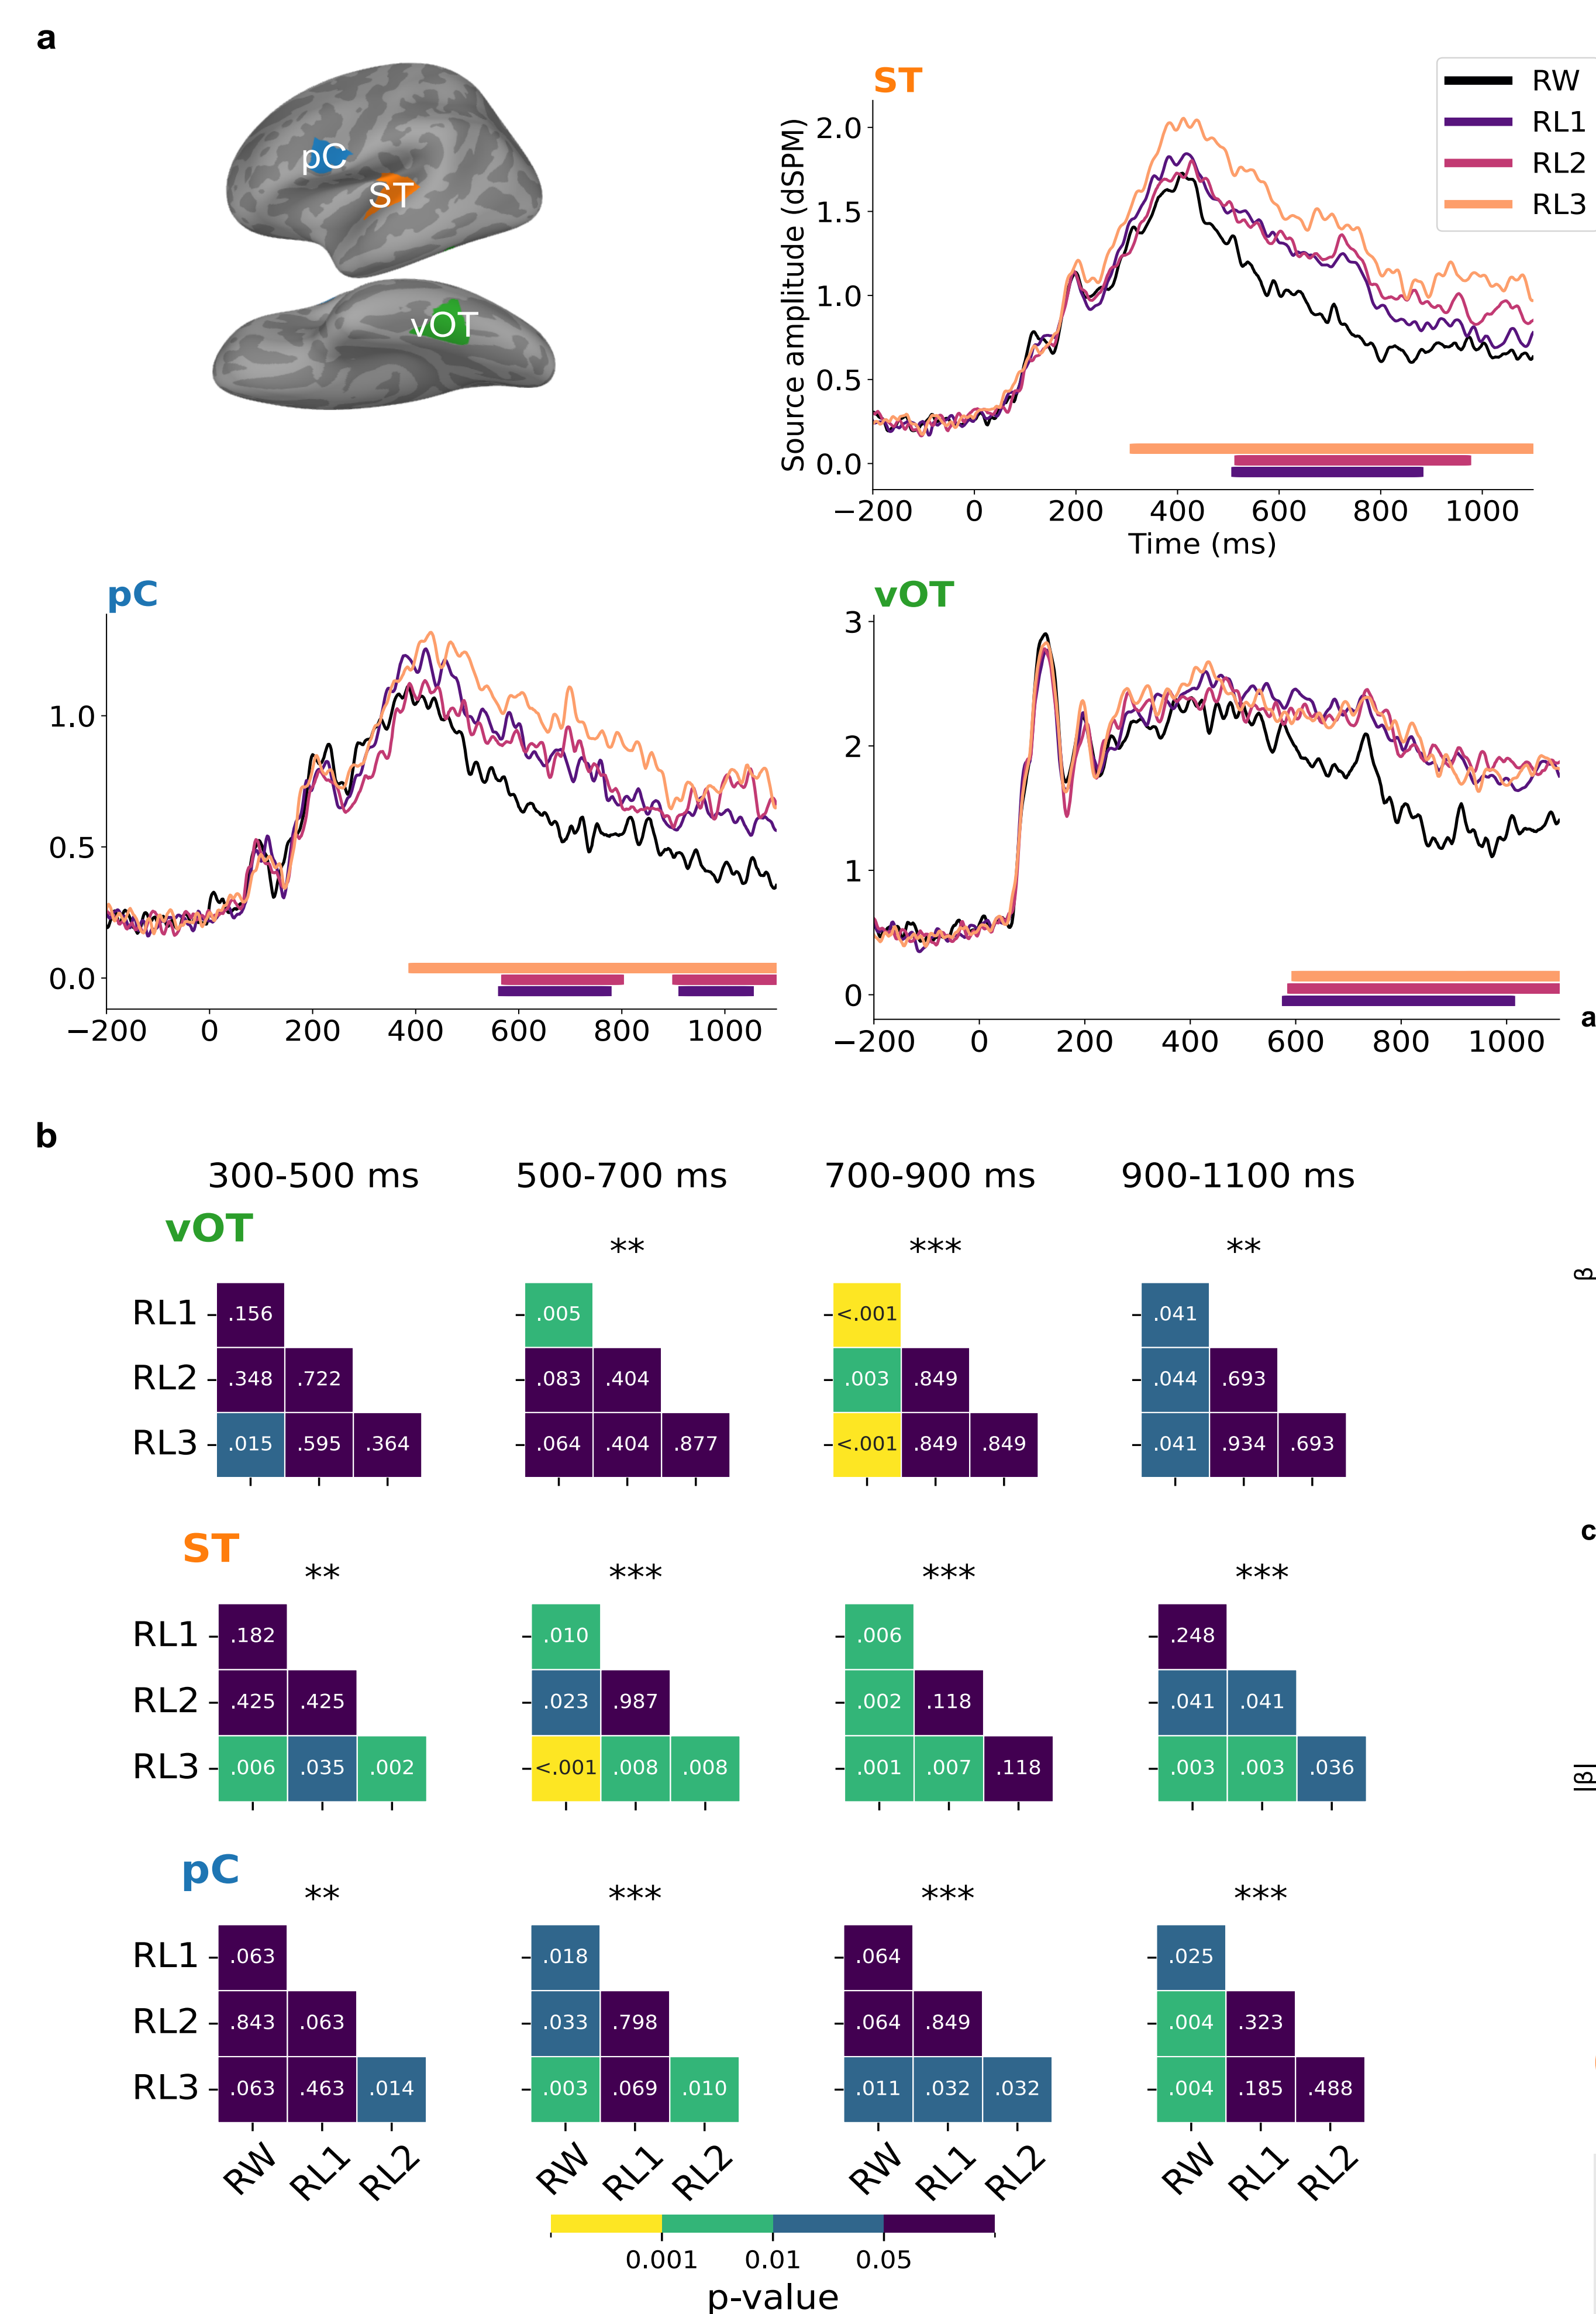 a
pC
ST
vOT
ST
RW
RL1
RL2
RL3
Source amplitude (dSPM)
2.0
1.5
1.0
0.5
0.0
−200 0 200 400 600 800 1000
Time (ms)
pC
1.0
0.5
0.0
−200 0 200 400 600 800 1000
vOT
3
2
1
0
−200 0 200 400 600 800 1000
a
b
300-500 ms 500-700 ms 700-900 ms 900-1100 ms
vOT
** *** **
β
RL1 .156 .005 <.001 .041
RL2 .348 .722 .083 .404 .003 .849 .044 .693
RL3 .015 .595 .364 .064 .404 .877 <.001 .849 .849 .041 .934 .693
c
ST
** *** *** ***
RL1 .182 .010 .006 .248
RL2 .425 .425 .023 .987 .002 .118 .041 .041
RL3 .006 .035 .002 <.001 .008 .008 .001 .007 .118 .003 .003 .036
|β|
pC
** *** *** ***
RL1 .063 .018 .064 .025
RL2 .843 .063 .033 .798 .064 .849 .004 .323
RL3 .063 .463 .014 .003 .069 .010 .011 .032 .032 .004 .185 .488
RW RL1 RL2 RW RL1 RL2 RW RL1 RL2 RW RL1 RL2
0.001 0.01 0.05
p-value